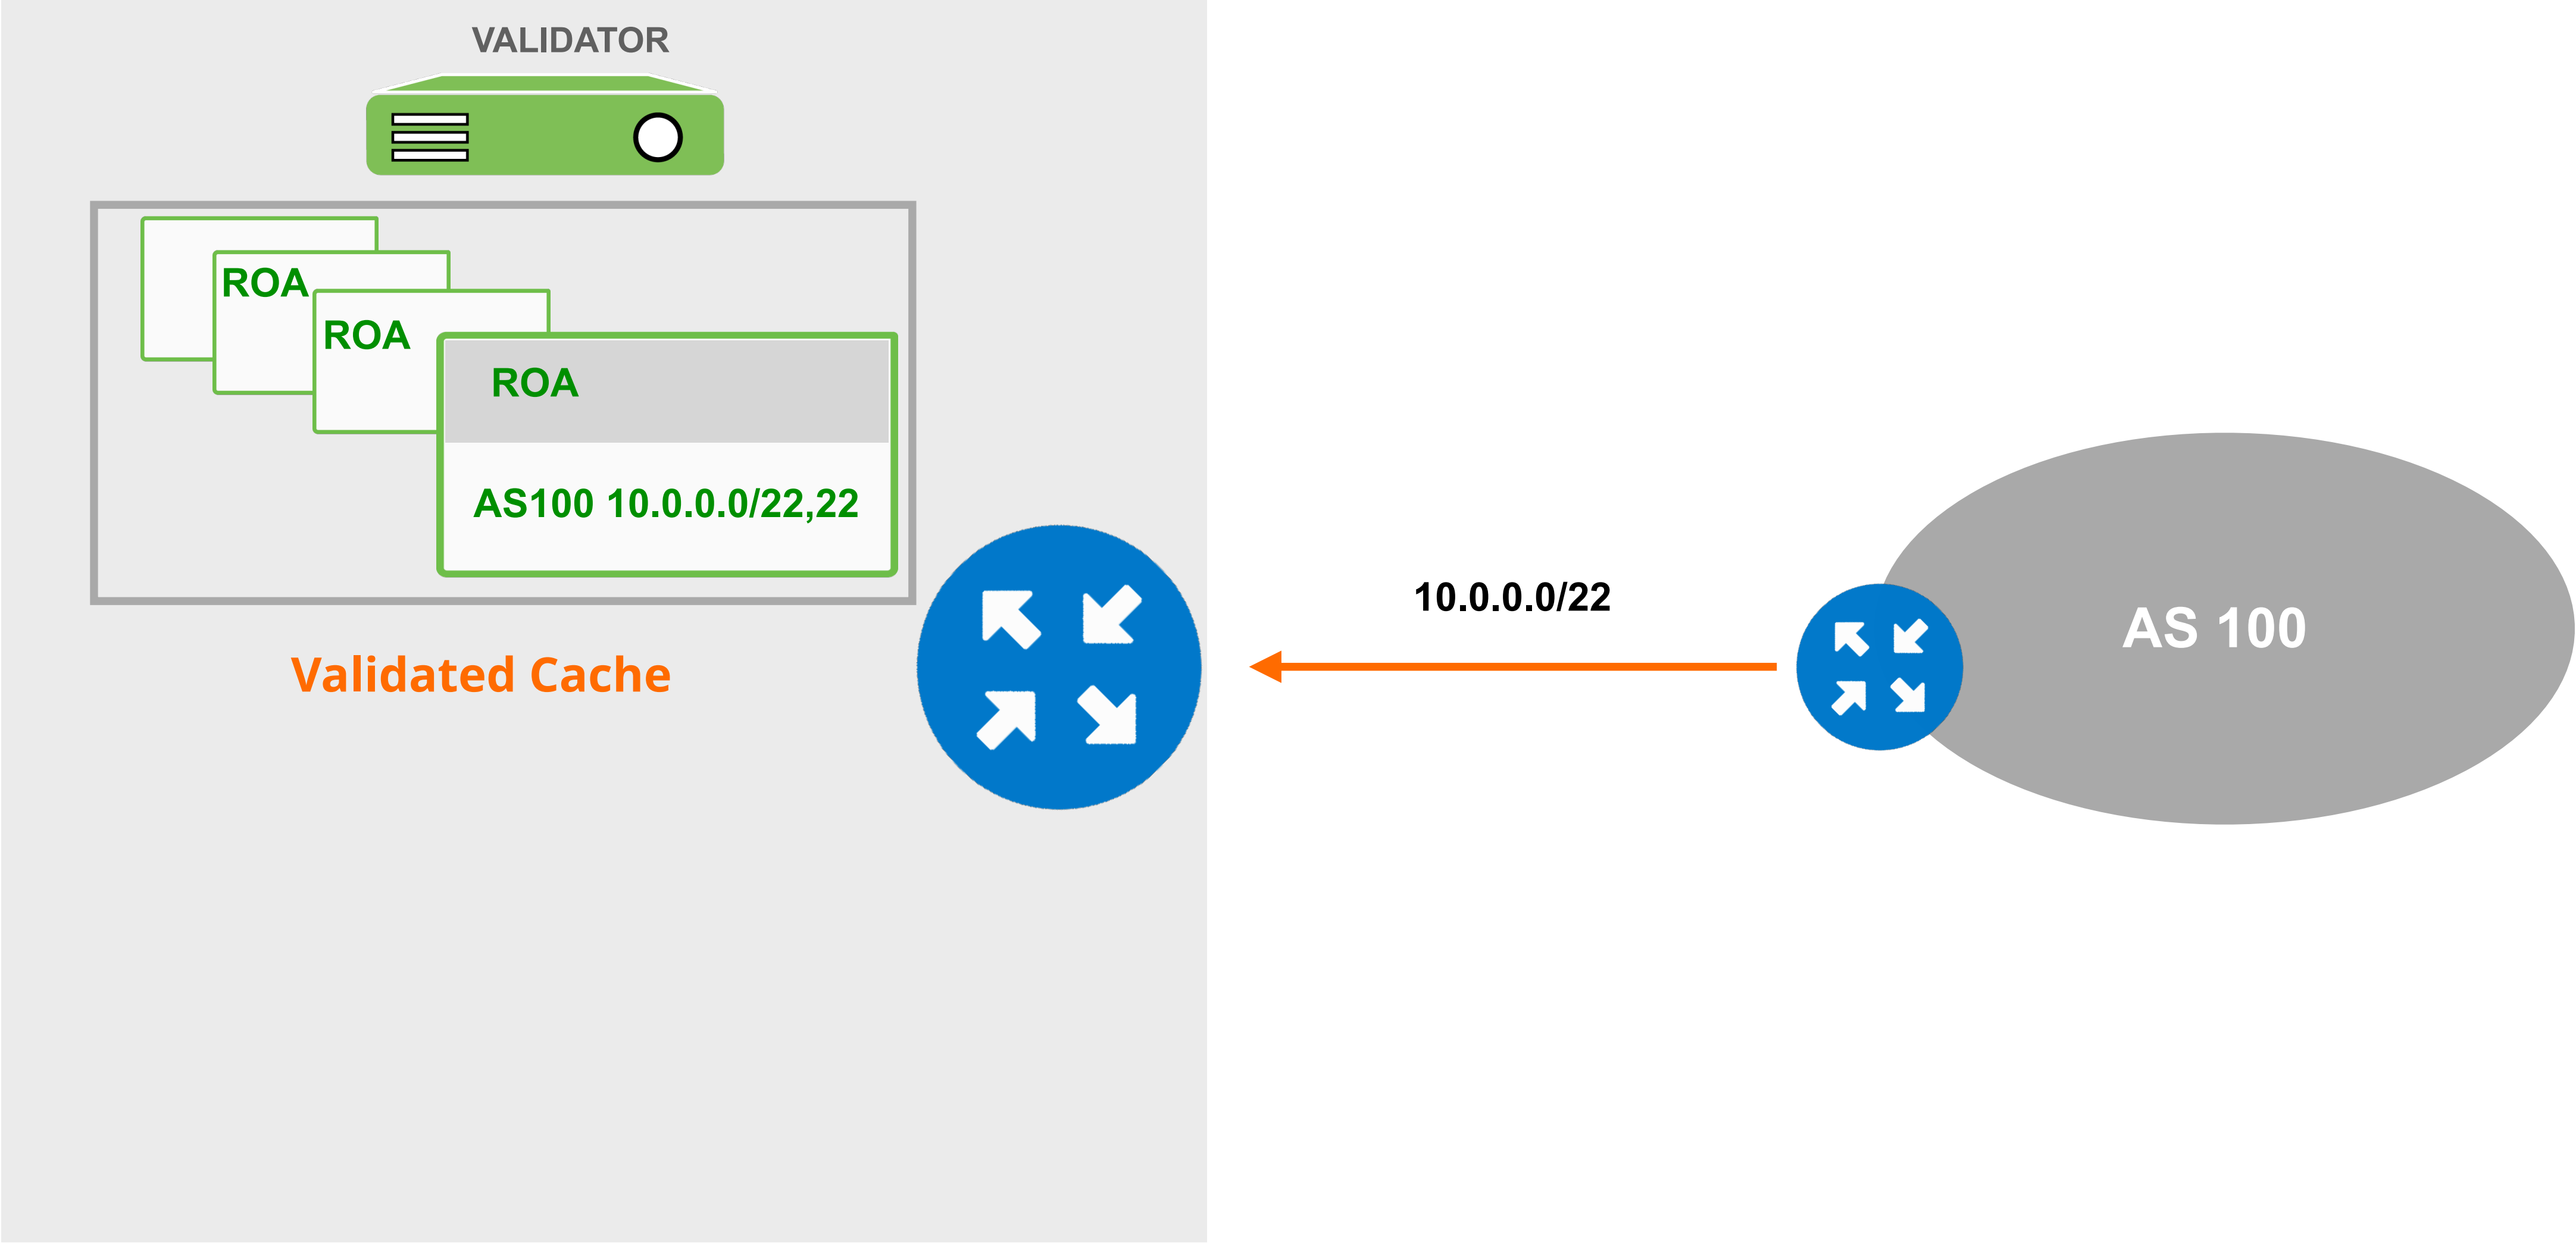 VALIDATOR
ROA
ROA
ROA
AS100 10.0.0.0/22,22
Validated Cache
10.0.0.0/22
AS 100